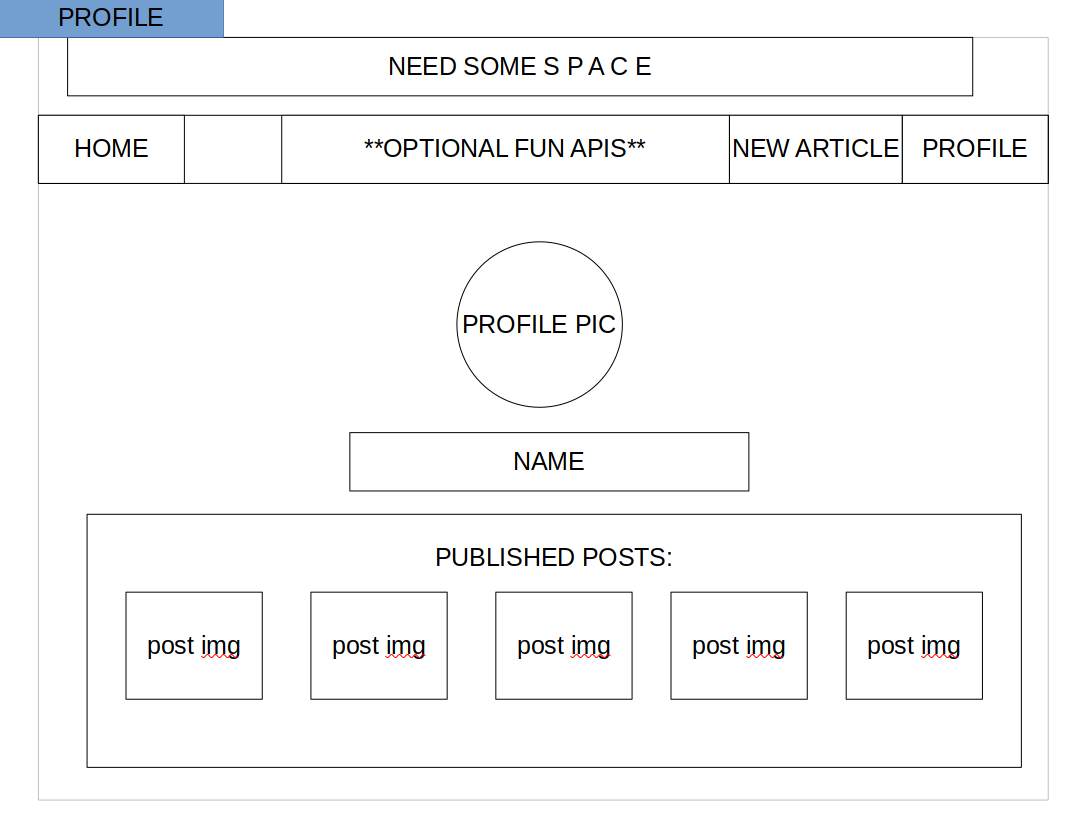 PROFILE
NEED SOME S P A C E
HOME
**OPTIONAL FUN APIS**
NEW ARTICLE
PROFILE
PROFILE PIC
NAME
PUBLISHED POSTS:
post img
post img
post img
post img
post img